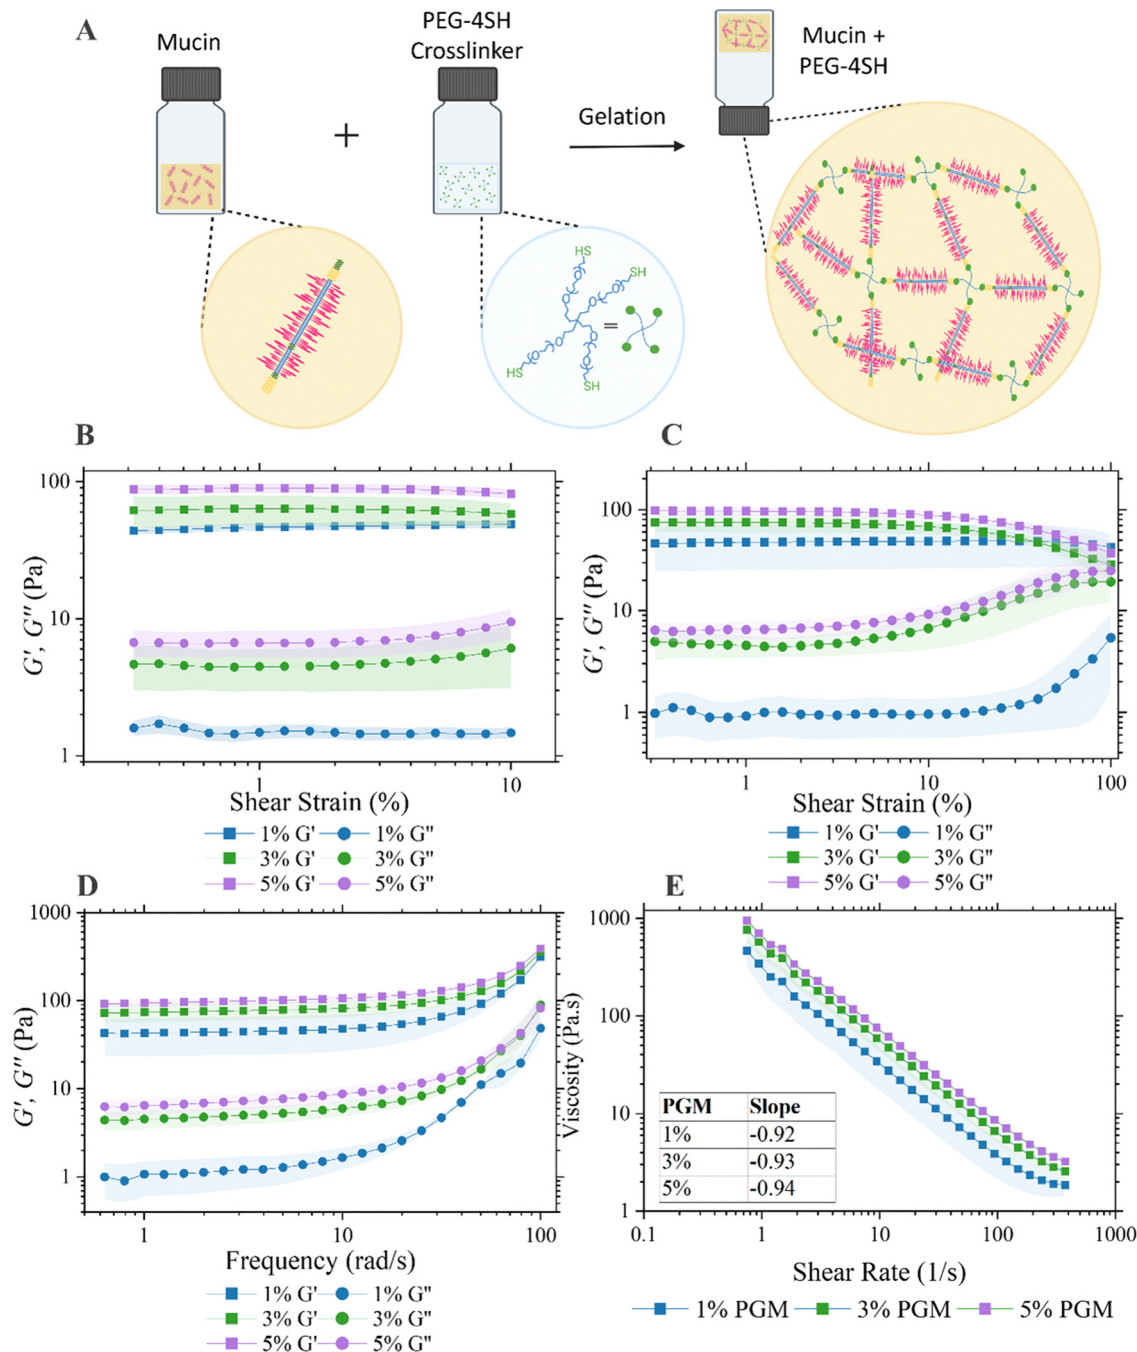 A
Mucin
+
PEG-4SH
Crosslinker
Gelation
Mucin +
PEG-4SH
HS
SH
=
HS
SH
B
100
10
1
G', G'' (Pa)
1
10
Shear Strain (%)
1% G' 1% G''
3% G' 3% G''
5% G' 5% G''
C
100
10
1
G', G'' (Pa)
1
10
100
Shear Strain (%)
1% G' 1% G''
3% G' 3% G''
5% G' 5% G''
D
1000
100
10
1
G', G'' (Pa)
1
10
100
Frequency (rad/s)
1% G' 1% G''
3% G' 3% G''
5% G' 5% G''
E
1000
100
10
1
Viscosity (Pa.s)
PGM Slope
1% -0.92
3% -0.93
5% -0.94
0.1
1
10
100
1000
Shear Rate (1/s)
1% PGM 3% PGM 5% PGM